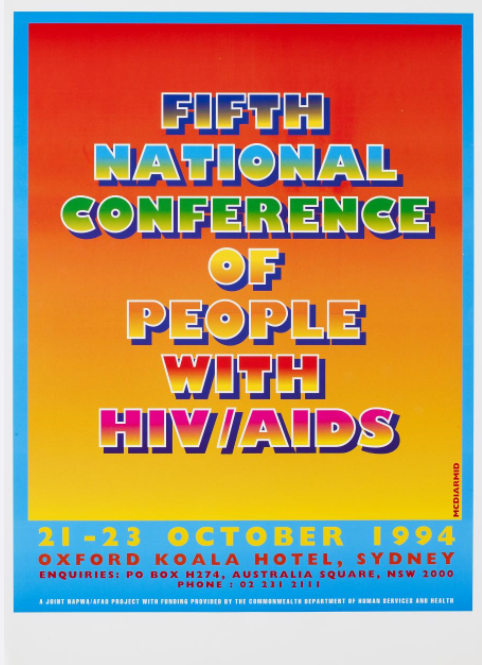 FIFTH
NATIONAL
CONFERENCE
OF
PEOPLE
WITH
HIV/AIDS
MCDIARMID
21-23 OCTOBER 1994
OXFORD KOALA HOTEL, SYDNEY
ENQUIRIES: PO BOX H274, AUSTRALIA SQUARE, NSW 2000
PHONE : 02 231 2111
A JOINT NAPWA/AFAO PROJECT WITH FUNDING PROVIDED BY THE COMMONWEALTH DEPARTMENT OF HUMAN SERVICES AND HEALTH